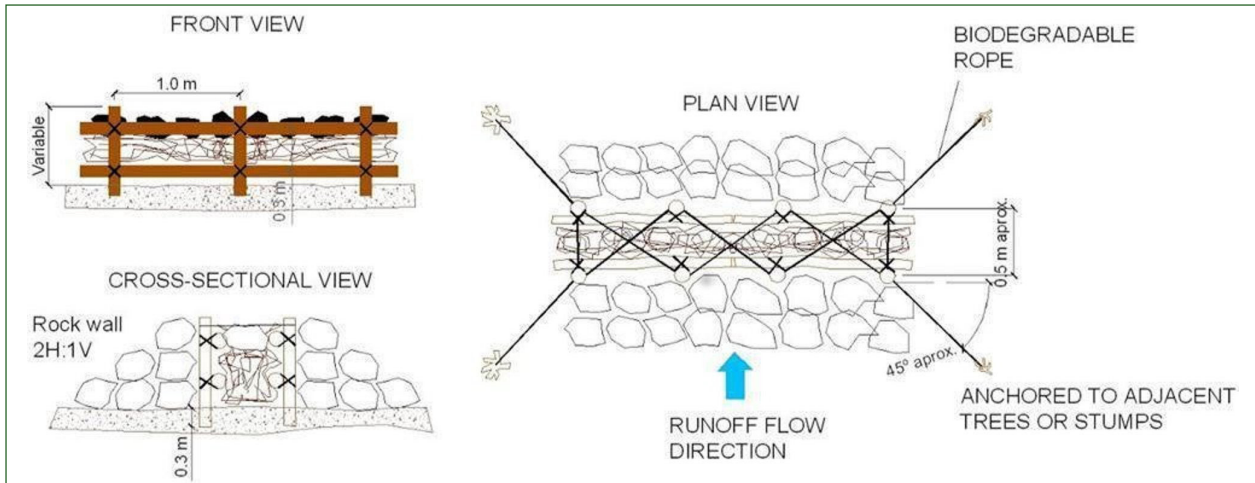 FRONT VIEW
1.0 m
Variable
0.3 m
CROSS-SECTIONAL VIEW
Rock wall
2H:1V
0.3 m
PLAN VIEW
BIODEGRADABLE
ROPE
0.5 m aprox.
45º aprox.
ANCHORED TO ADJACENT
TREES OR STUMPS
RUNOFF FLOW
DIRECTION